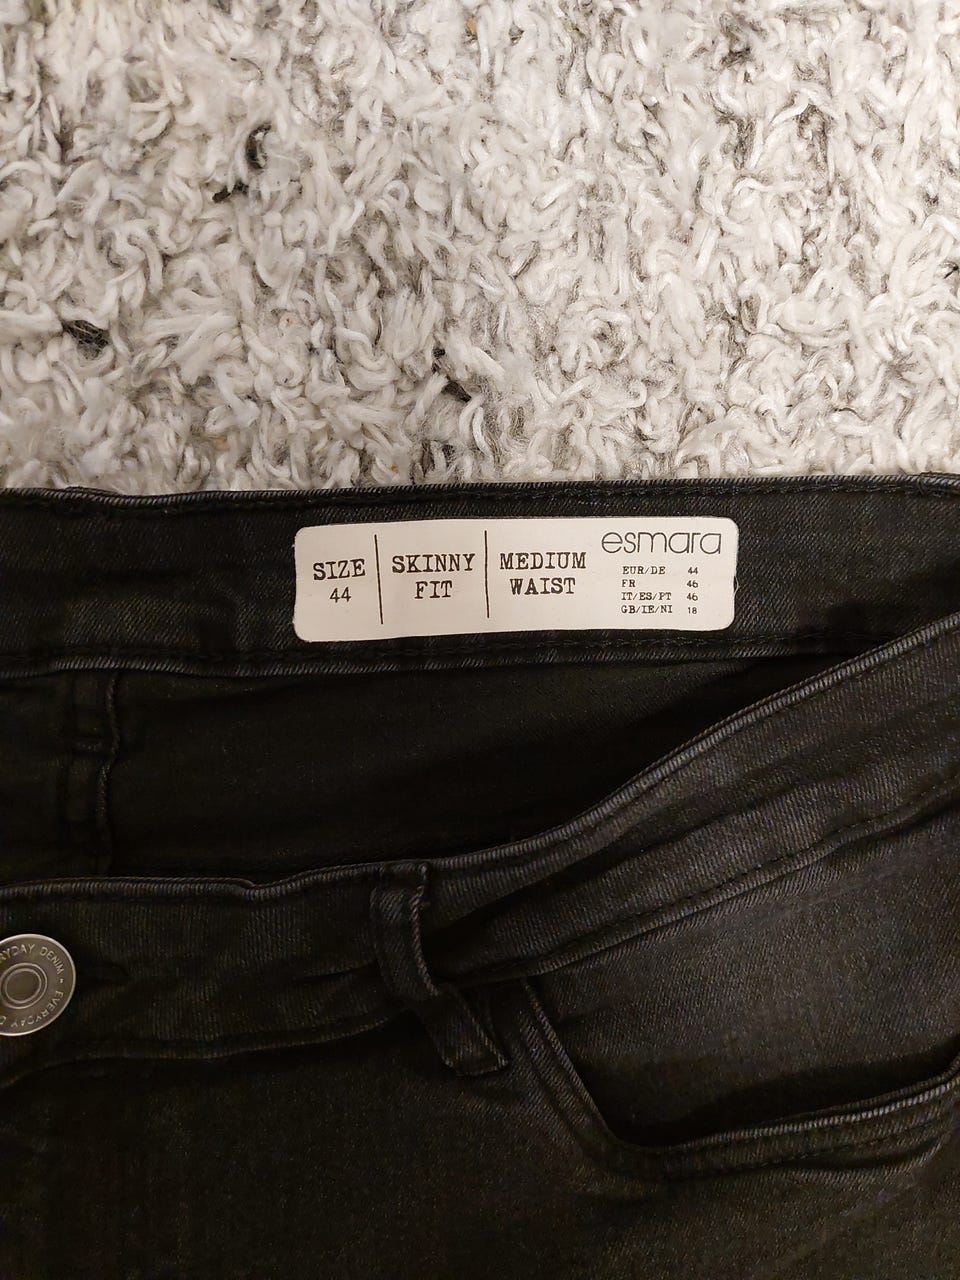 SIZE
44
SKINNY
FIT
MEDIUM
WAIST
esmara
EUR/DE 44
FR 46
IT/ES/PT 46
GB/IE/NI 18
DENIM - EVERYDAY